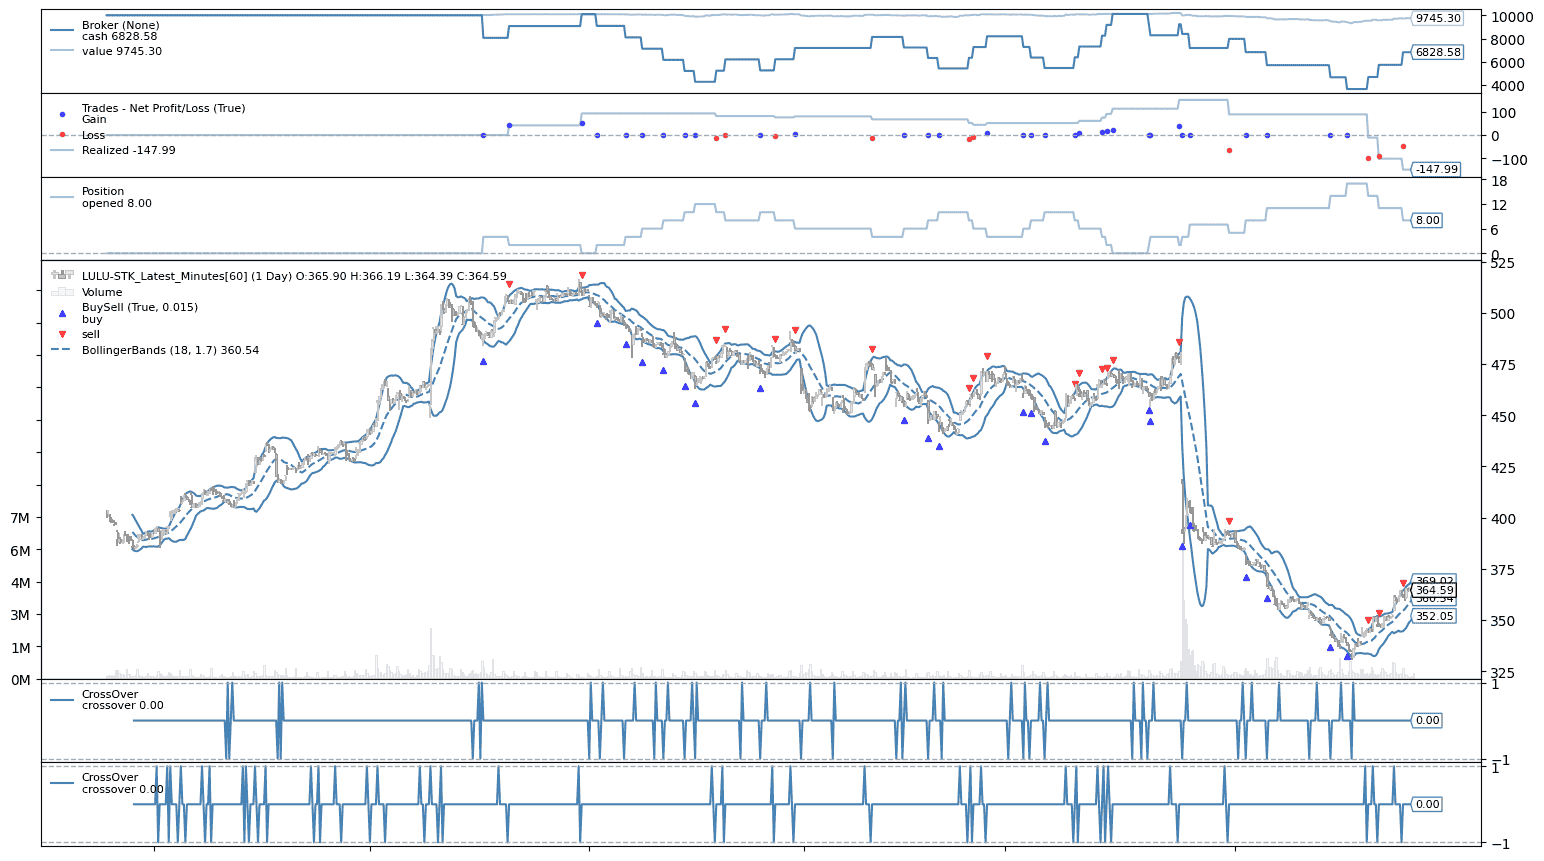 Broker (None)
cash 6828.58
value 9745.30
9745.30
6828.58
10000
8000
6000
4000
Trades - Net Profit/Loss (True)
Gain
Loss
Realized -147.99
-147.99
100
0
−100
Position
opened 8.00
8.00
18
12
6
0
LULU-STK_Latest_Minutes[60] (1 Day) O:365.90 H:366.19 L:364.39 C:364.59
Volume
BuySell (True, 0.015)
buy
sell
BollingerBands (18, 1.7) 360.54
7M
6M
4M
3M
1M
0M
525
500
475
450
425
400
375
350
325
369.02
364.59
360.54
352.05
CrossOver
crossover 0.00
0.00
1
−1
CrossOver
crossover 0.00
0.00
1
−1